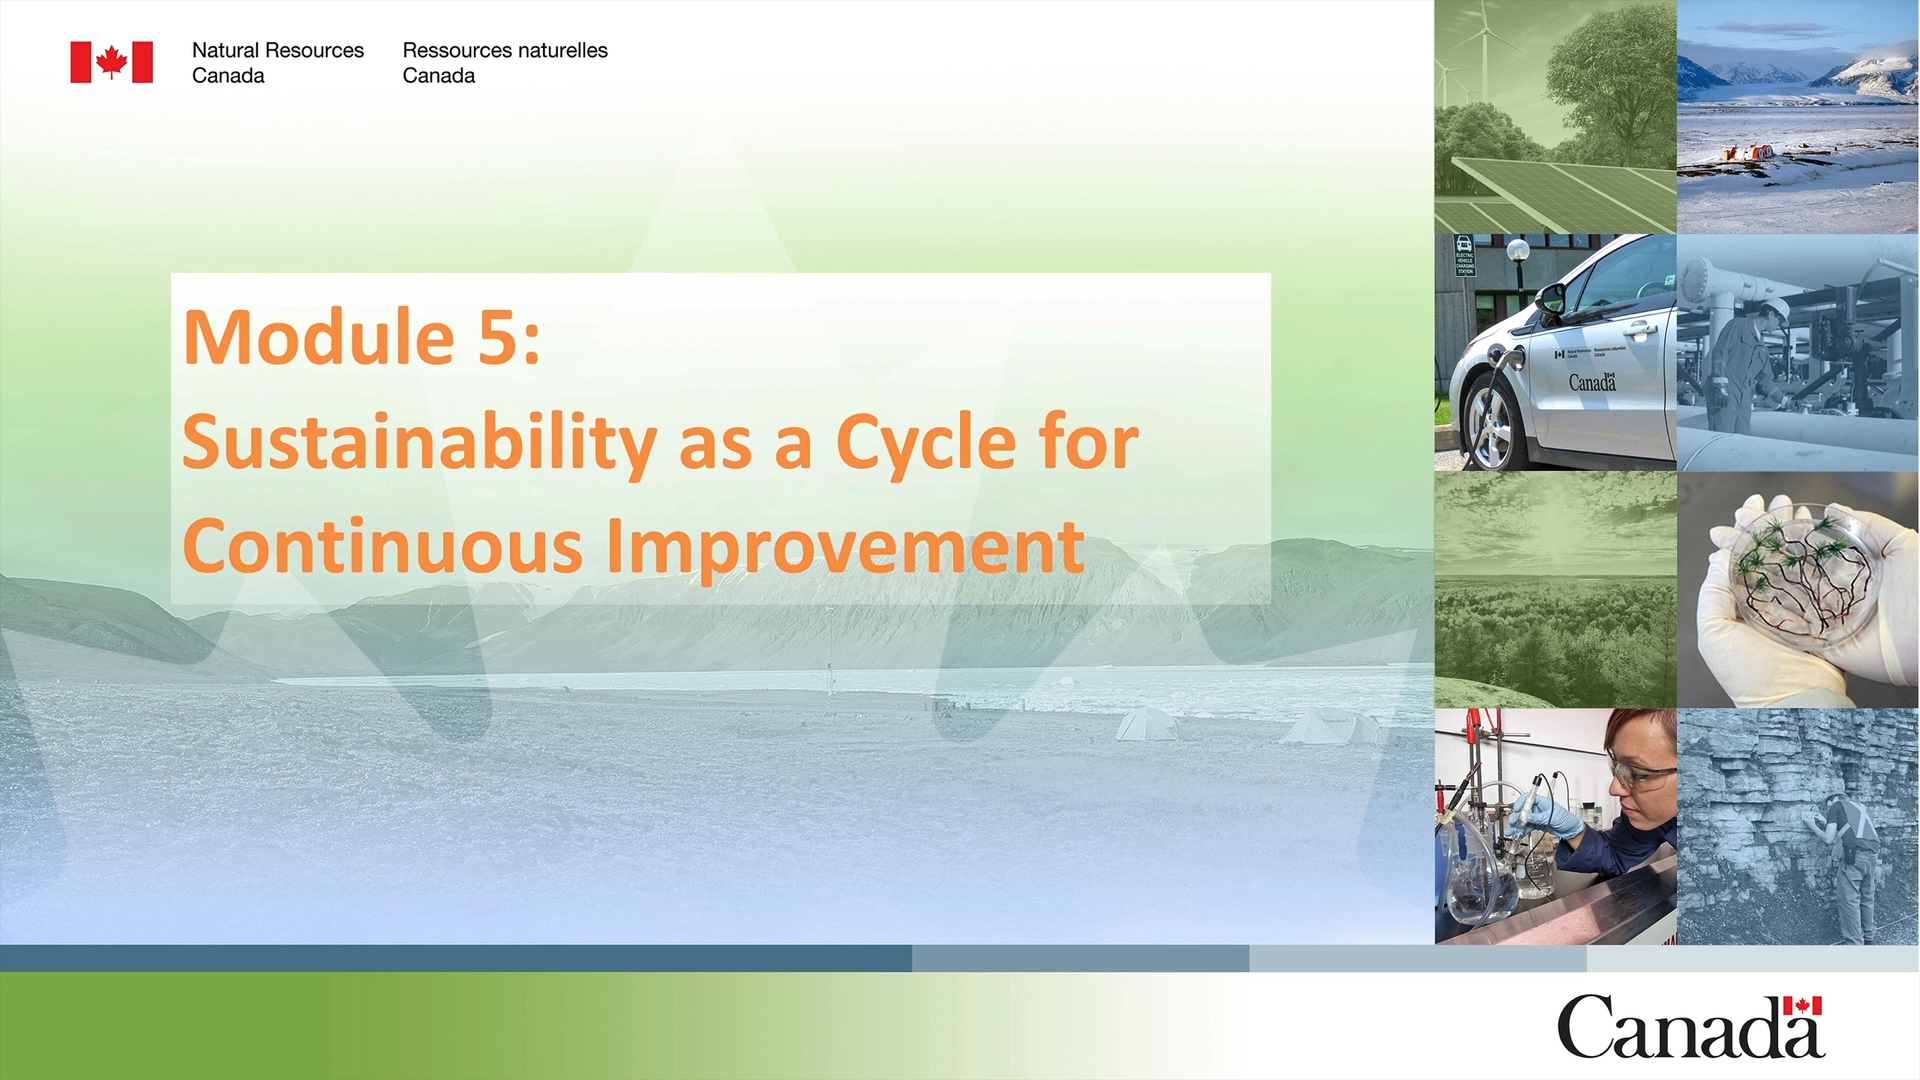 Natural Resources
Canada
Ressources naturelles
Canada
Module 5:
Sustainability as a Cycle for
Continuous Improvement
ELECTRIC
VEHICLE
CHARGING
STATION
Natural Resources
Canada
Ressources naturelles
Canada
Canada
Canada